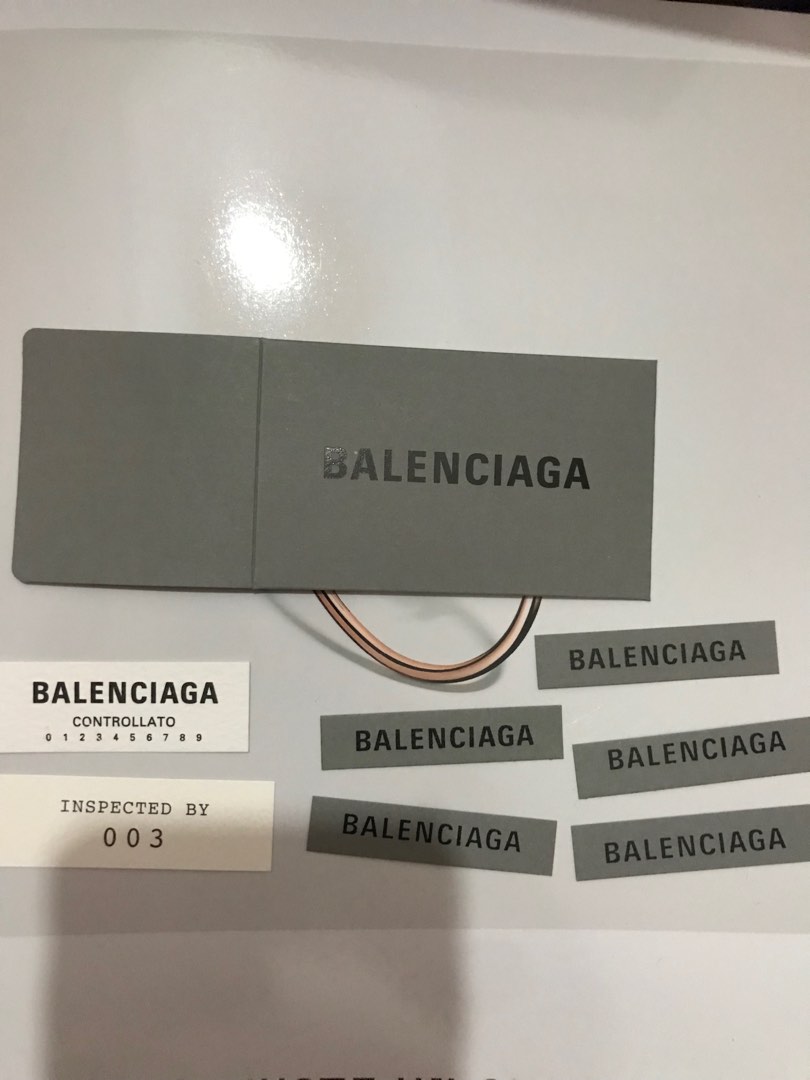 BALENCIAGA
BALENCIAGA
BALENCIAGA
CONTROLLATO
0 1 2 3 4 5 6 7 8 9
BALENCIAGA
BALENCIAGA
INSPECTED BY
003
BALENCIAGA
BALENCIAGA